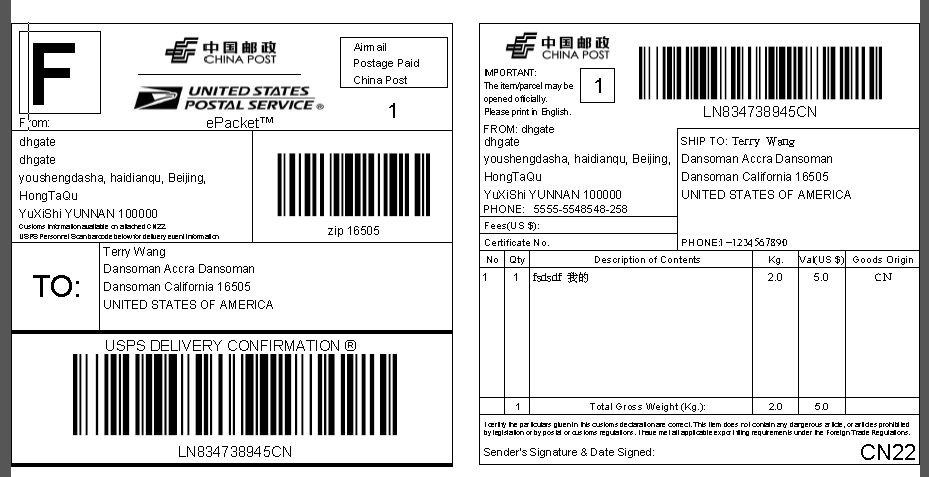 F
中国邮政
CHINA POST
UNITED STATES
POSTAL SERVICE ®
ePacket™
Airmail
Postage Paid
China Post
1
From:
dhgate
dhgate
youshengdasha, haidianqu, Beijing,
HongTaQu
YuXiShi YUNNAN 100000
Customs information available on attached CN22.
USPS Personnel Scan barcode below for delivery event information
zip 16505
TO:
Terry Wang
Dansoman Accra Dansoman
Dansoman California 16505
UNITED STATES OF AMERICA
USPS DELIVERY CONFIRMATION ®
LN834738945CN
中国邮政
CHINA POST
IMPORTANT:
The item/parcel may be
opened officially.
Please print in English.
1
LN834738945CN
FROM: dhgate
dhgate
youshengdasha, haidianqu, Beijing,
HongTaQu
YuXiShi YUNNAN 100000
PHONE: 5555-5548548-258
Fees(US $):
Certificate No.
SHIP TO: Terry Wang
Dansoman Accra Dansoman
Dansoman California 16505
UNITED STATES OF AMERICA
PHONE:1-1234567890
No Qty Description of Contents Kg. Val(US $) Goods Origin
1 1 fsdsdf 我的 2.0 5.0 CN
1 Total Gross Weight (Kg.): 2.0 5.0
I certify the particulars given in this customs declaration are correct. This item does not contain any dangerous article, or articles prohibited
by legislation or by postal or customs regulations. I have met all applicable export filing requirements under the Foreign Trade Regulations.
Sender's Signature & Date Signed:
CN22